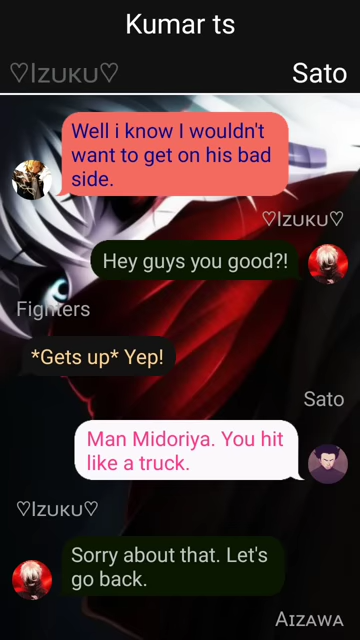 Kumar ts
♡Izuku♡ Sato
Well i know I wouldn't
want to get on his bad
side.
♡Izuku♡
Hey guys you good?!
Fighters
*Gets up* Yep!
Sato
Man Midoriya. You hit
like a truck.
♡Izuku♡
Sorry about that. Let's
go back.
Aizawa